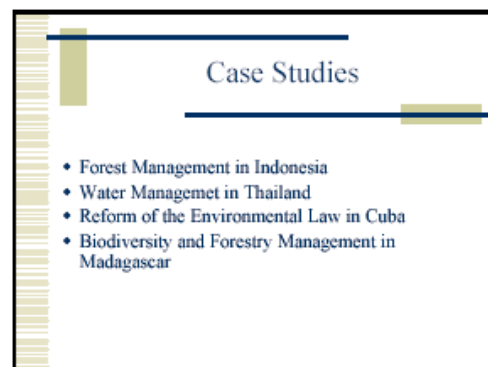 Case Studies
Forest Management in Indonesia
Water Managemet in Thailand
Reform of the Environmental Law in Cuba
Biodiversity and Forestry Management in
Madagascar